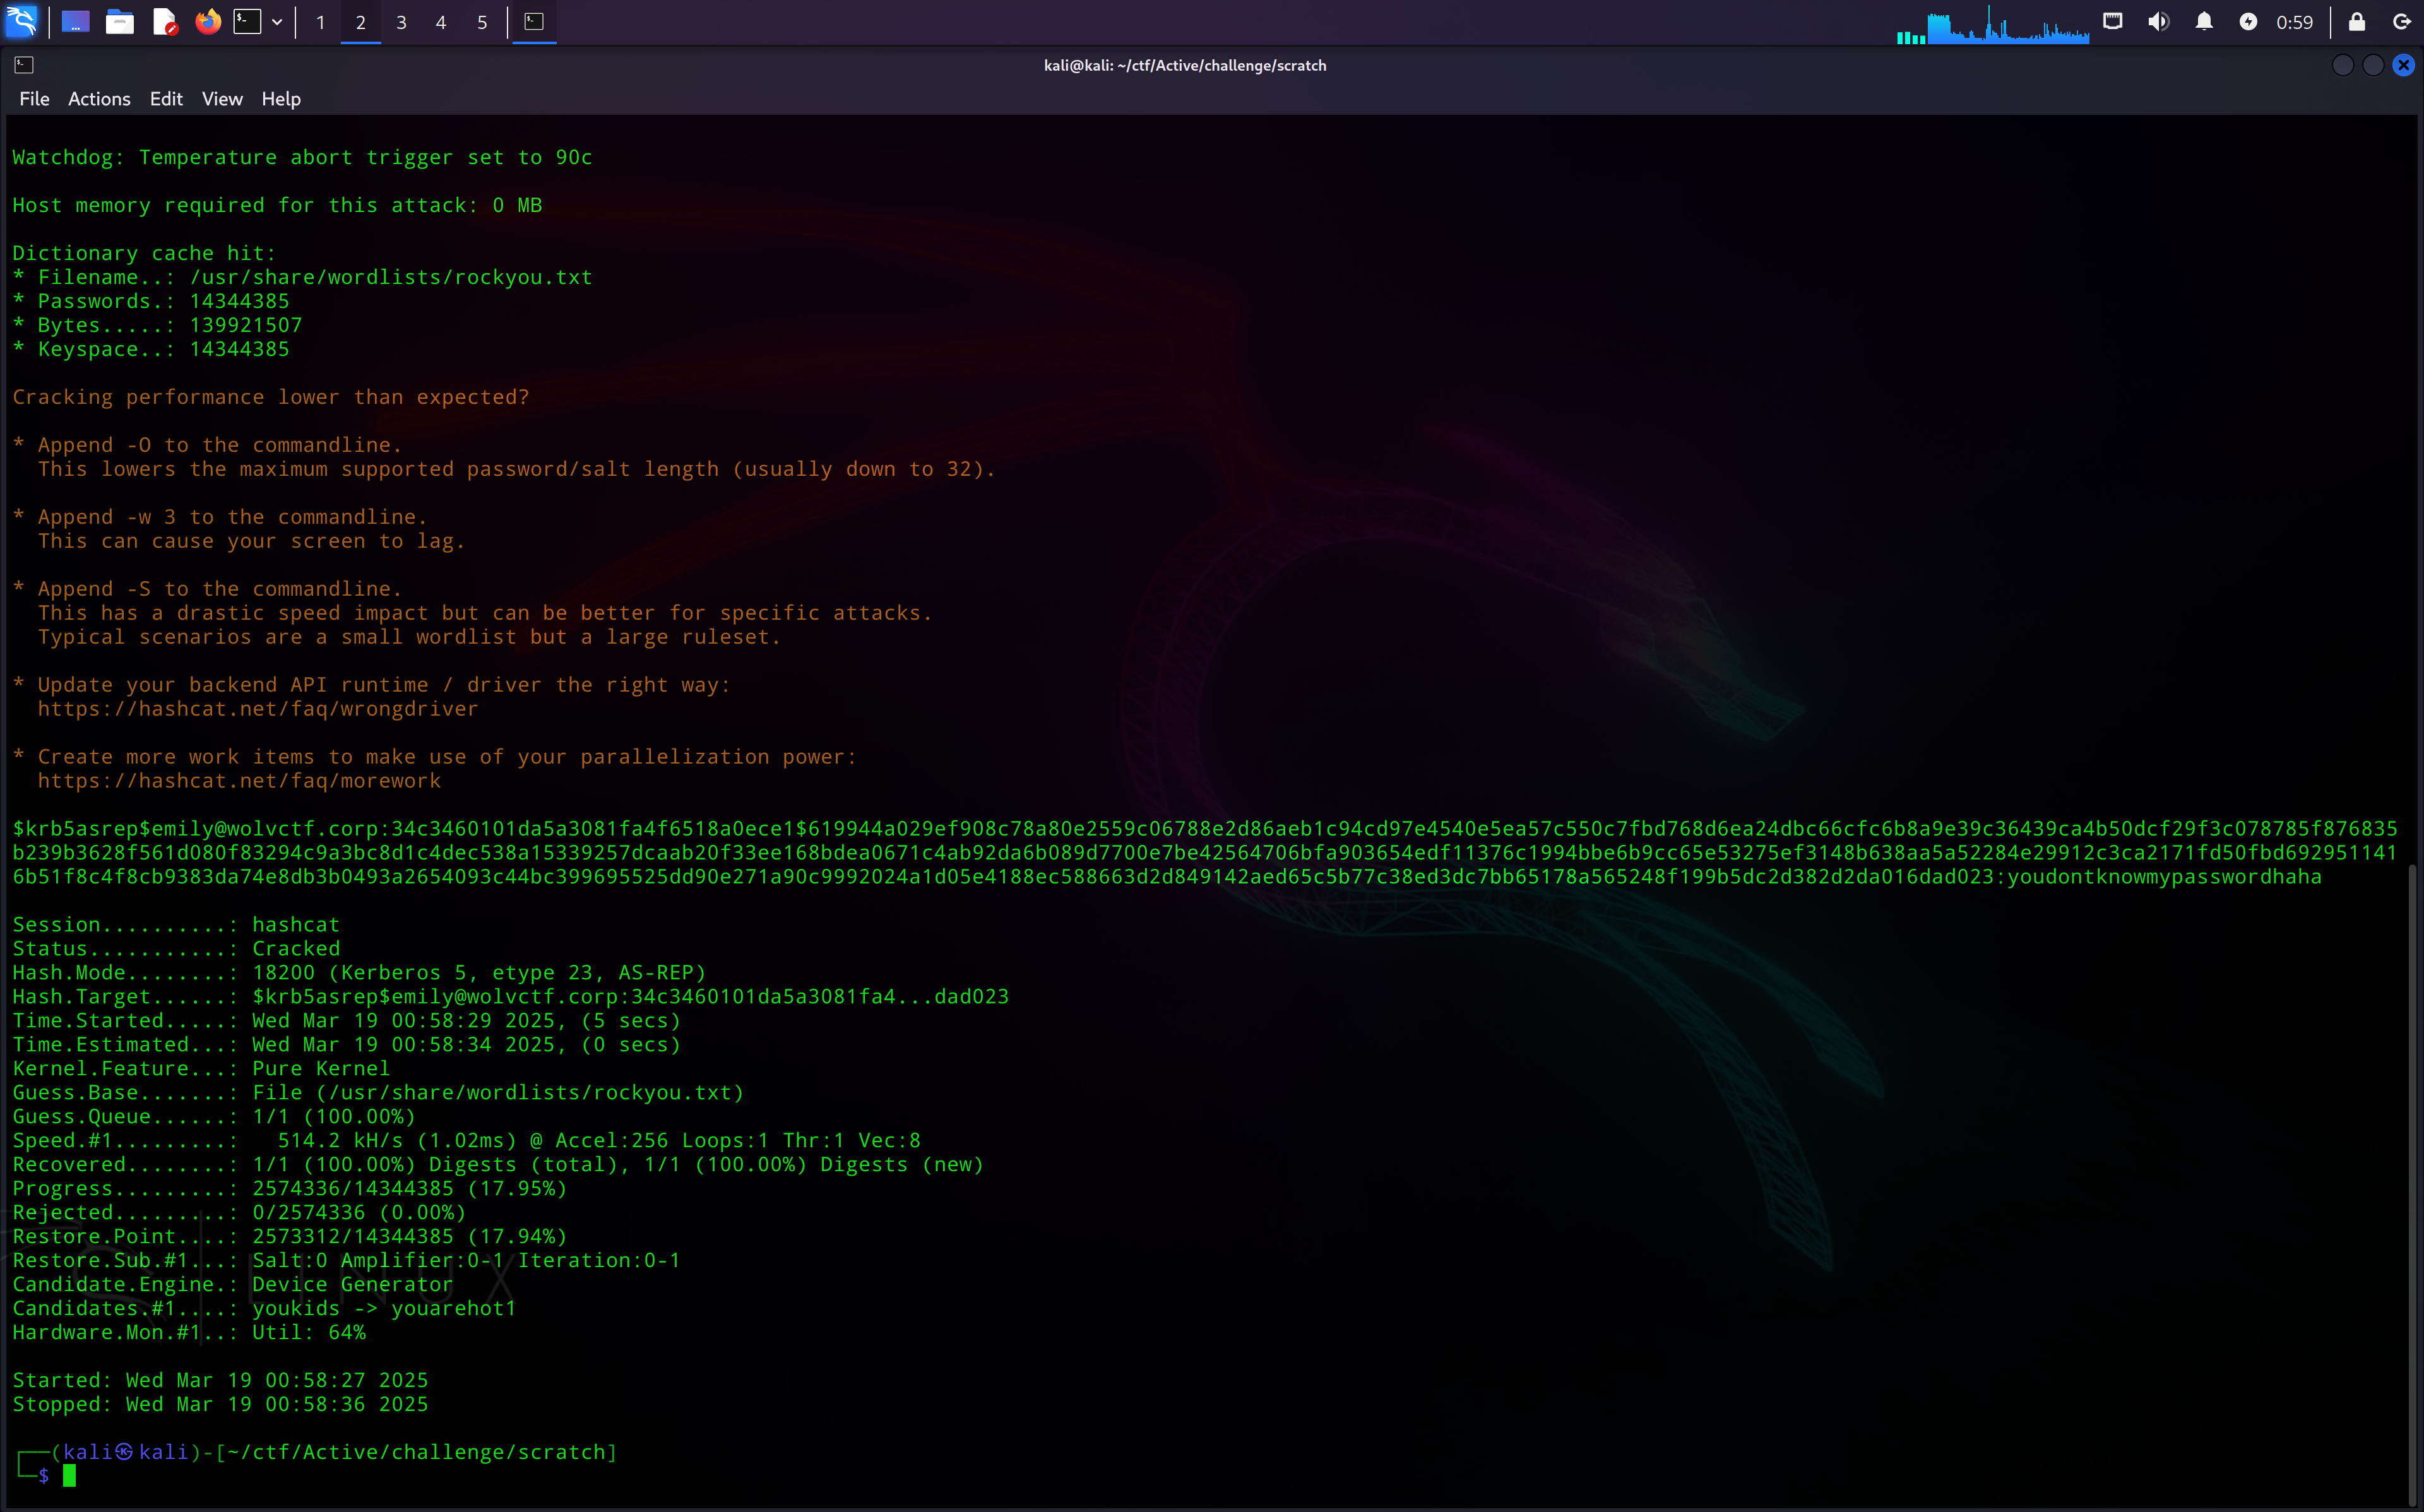 1 2 3 4 5 0:59
kali@kali: ~/ctf/Active/challenge/scratch
File Actions Edit View Help
Watchdog: Temperature abort trigger set to 90c
Host memory required for this attack: 0 MB
Dictionary cache hit:
* Filename..: /usr/share/wordlists/rockyou.txt
* Passwords.: 14344385
* Bytes.....: 139921507
* Keyspace..: 14344385
Cracking performance lower than expected?
* Append -O to the commandline.
This lowers the maximum supported password/salt length (usually down to 32).
* Append -w 3 to the commandline.
This can cause your screen to lag.
* Append -S to the commandline.
This has a drastic speed impact but can be better for specific attacks.
Typical scenarios are a small wordlist but a large ruleset.
* Update your backend API runtime / driver the right way:
https://hashcat.net/faq/wrongdriver
* Create more work items to make use of your parallelization power:
https://hashcat.net/faq/morework
$krb5asrep$emily@wolvctf.corp:34c3460101da5a3081fa4f6518a0ece1$619944a029ef908c78a80e2559c06788e2d86aeb1c94cd97e4540e5ea57c550c7fbd768d6ea24dbc66cfc6b8a9e39c36439ca4b50dcf29f3c078785f876835
b239b3628f561d080f83294c9a3bc8d1c4dec538a15339257dcaab20f33ee168bdea0671c4ab92da6b089d7700e7be42564706bfa903654edf11376c1994bbe6b9cc65e53275ef3148b638aa5a52284e29912c3ca2171fd50fbd692951141
6b51f8c4f8cb9383da74e8db3b0493a2654093c44bc399695525dd90e271a90c9992024a1d05e4188ec588663d2d849142aed65c5b77c38ed3dc7bb65178a565248f199b5dc2d382d2da016dad023:youdontknowmypasswordhaha
Session..........: hashcat
Status...........: Cracked
Hash.Mode........: 18200 (Kerberos 5, etype 23, AS-REP)
Hash.Target......: $krb5asrep$emily@wolvctf.corp:34c3460101da5a3081fa4...dad023
Time.Started.....: Wed Mar 19 00:58:29 2025, (5 secs)
Time.Estimated...: Wed Mar 19 00:58:34 2025, (0 secs)
Kernel.Feature...: Pure Kernel
Guess.Base.......: File (/usr/share/wordlists/rockyou.txt)
Guess.Queue......: 1/1 (100.00%)
Speed.#1.........: 514.2 kH/s (1.02ms) @ Accel:256 Loops:1 Thr:1 Vec:8
Recovered........: 1/1 (100.00%) Digests (total), 1/1 (100.00%) Digests (new)
Progress.........: 2574336/14344385 (17.95%)
Rejected.........: 0/2574336 (0.00%)
Restore.Point....: 2573312/14344385 (17.94%)
Restore.Sub.#1...: Salt:0 Amplifier:0-1 Iteration:0-1
Candidate.Engine.: Device Generator
Candidates.#1....: youkids -> youarehot1
Hardware.Mon.#1..: Util: 64%
Started: Wed Mar 19 00:58:27 2025
Stopped: Wed Mar 19 00:58:36 2025
┌──(kali㉿kali)-[~/ctf/Active/challenge/scratch]
└─$